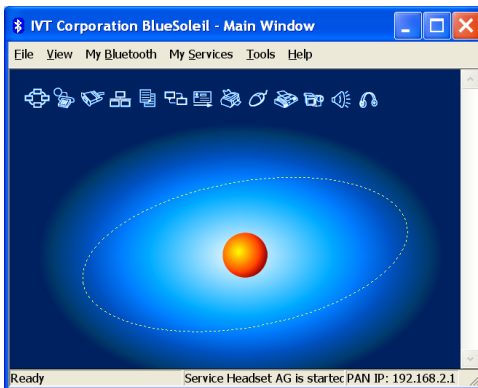 IVT Corporation BlueSoleil - Main Window
File View My Bluetooth My Services Tools Help
Ready Service Headset AG is startec PAN IP: 192.168.2.1